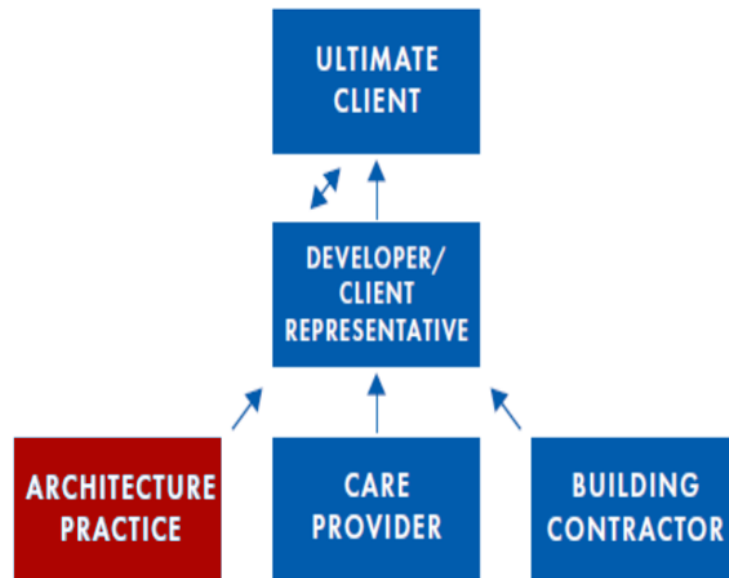 ULTIMATE
CLIENT
DEVELOPER/
CLIENT
REPRESENTATIVE
ARCHITECTURE
PRACTICE
CARE
PROVIDER
BUILDING
CONTRACTOR